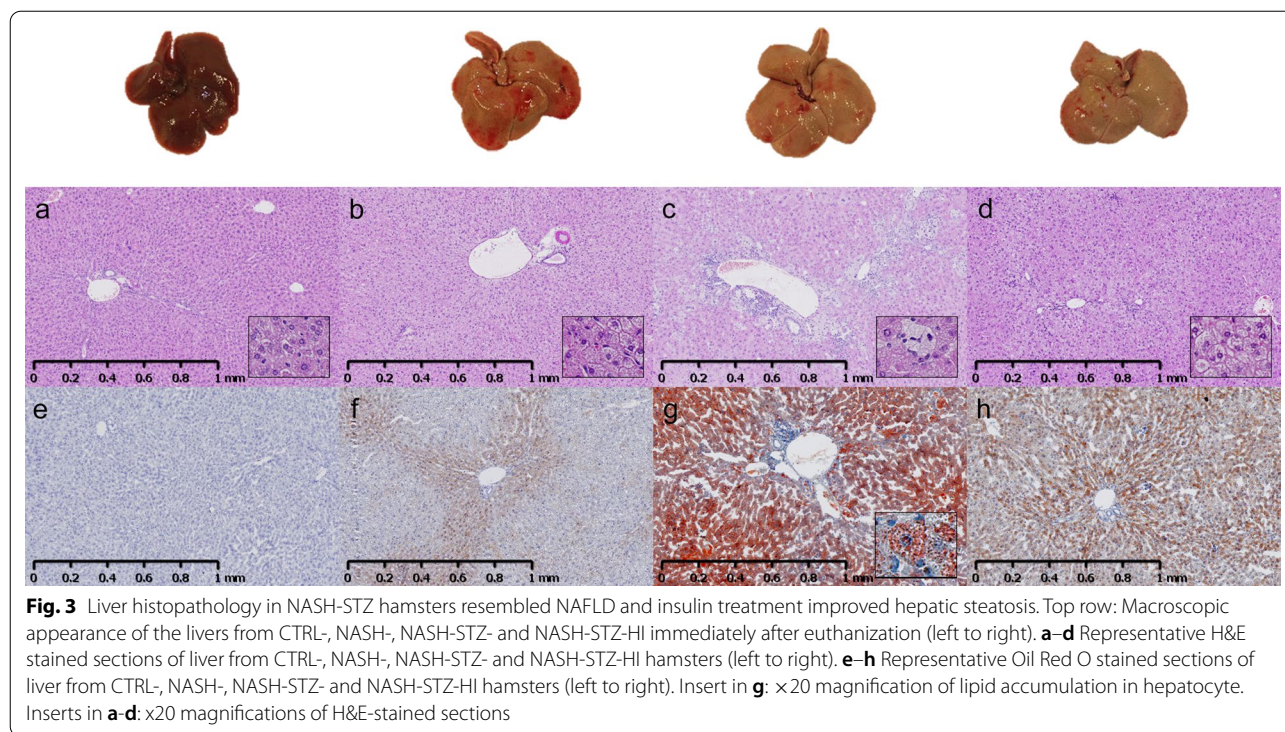 a
b
c
d
0 0.2 0.4 0.6 0.8 1 mm
0 0.2 0.4 0.6 0.8 1 mm
0 0.2 0.4 0.6 0.8 1 mm
0 0.2 0.4 0.6 0.8 1 mm
e
f
g
h
0 0.2 0.4 0.6 0.8 1 mm
0 0.2 0.4 0.6 0.8 1 mm
0 0.2 0.4 0.6 0.8 1 mm
0 0.2 0.4 0.6 0.8 1 mm
Fig. 3 Liver histopathology in NASH-STZ hamsters resembled NAFLD and insulin treatment improved hepatic steatosis. Top row: Macroscopic
appearance of the livers from CTRL-, NASH-, NASH-STZ- and NASH-STZ-HI immediately after euthanization (left to right). a–d Representative H&E
stained sections of liver from CTRL-, NASH-, NASH-STZ- and NASH-STZ-HI hamsters (left to right). e–h Representative Oil Red O stained sections of
liver from CTRL-, NASH-, NASH-STZ- and NASH-STZ-HI hamsters (left to right). Insert in g: ×20 magnification of lipid accumulation in hepatocyte.
Inserts in a-d: x20 magnifications of H&E-stained sections